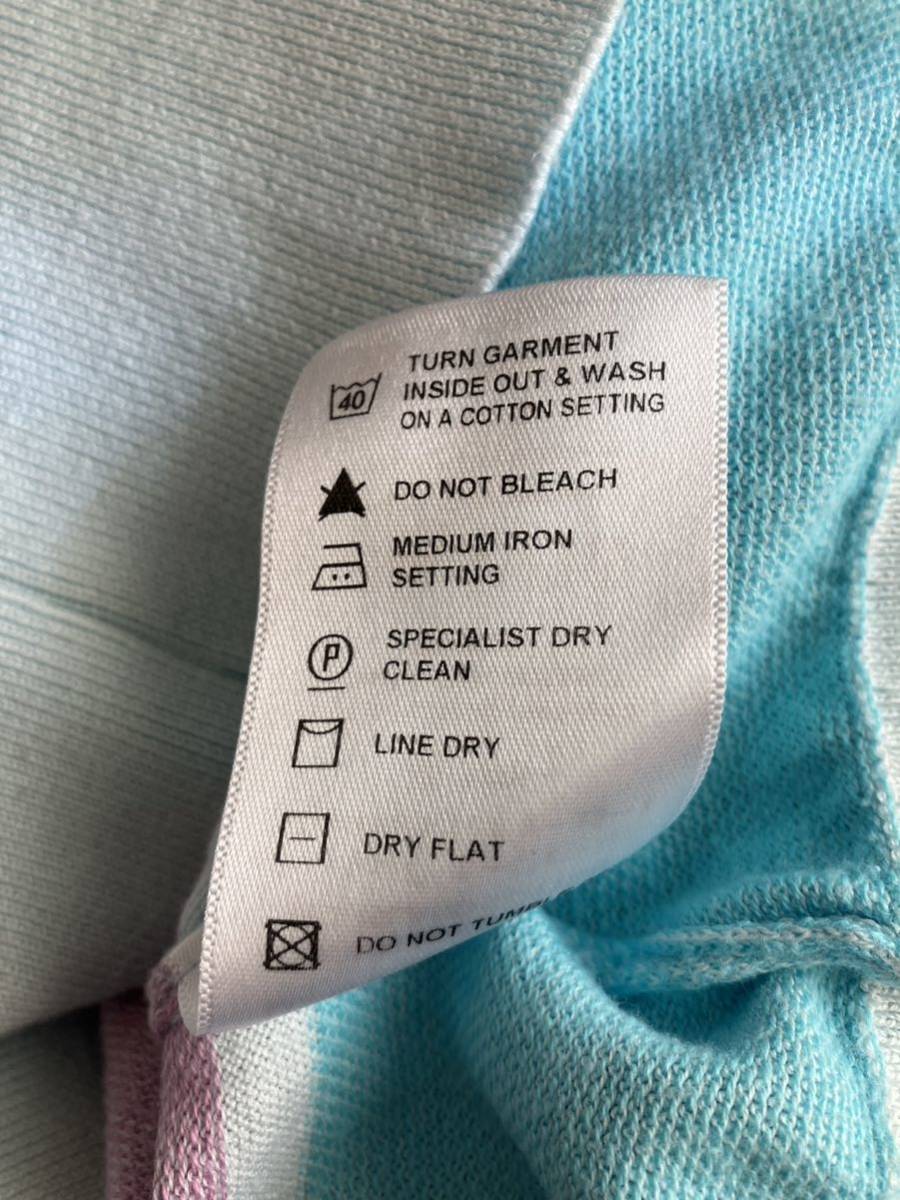 40
TURN GARMENT
INSIDE OUT & WASH
ON A COTTON SETTING
DO NOT BLEACH
MEDIUM IRON
SETTING
P
SPECIALIST DRY
CLEAN
LINE DRY
DRY FLAT
DO NOT